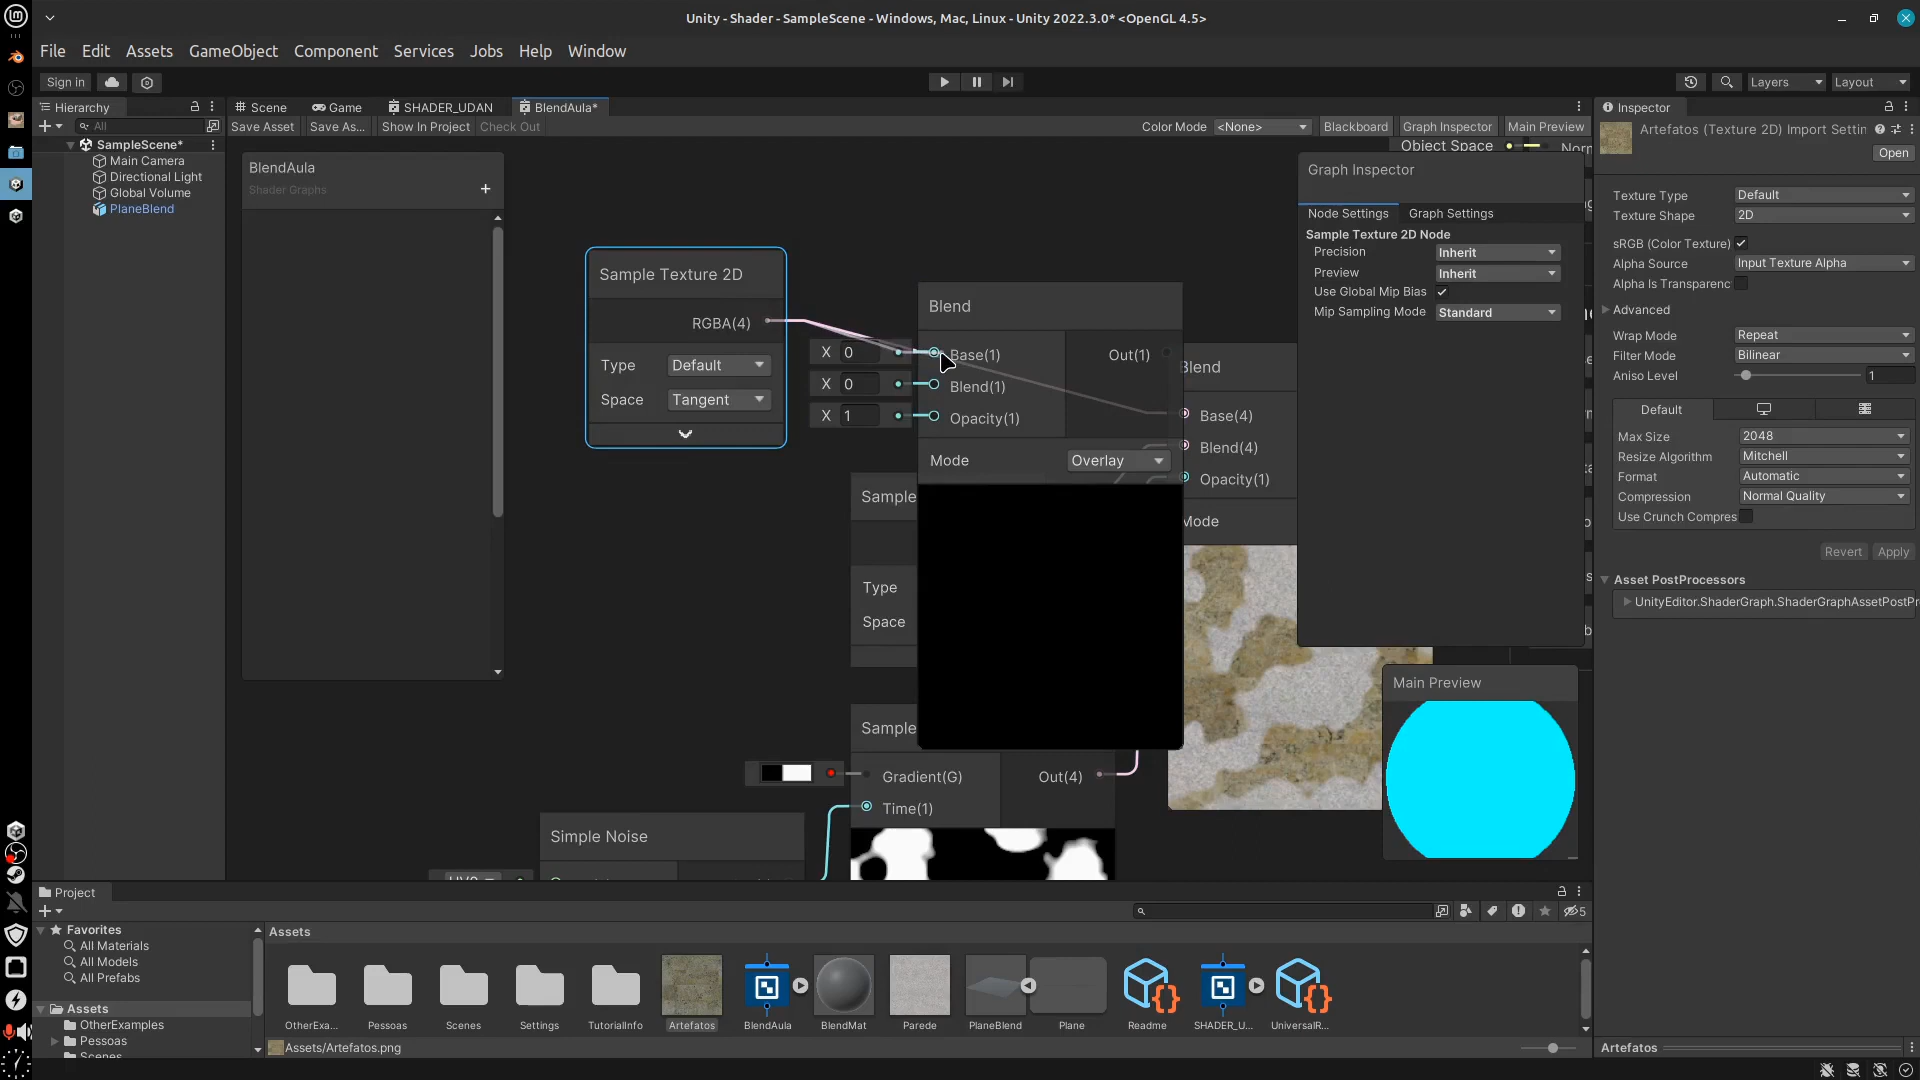 Unity - Shader - SampleScene - Windows, Mac, Linux - Unity 2022.3.0* <OpenGL 4.5>
File Edit Assets GameObject Component Services Jobs Help Window
Sign in
Layers Layout
Hierarchy
All
SampleScene*
Main Camera
Directional Light
Global Volume
PlaneBlend
Scene Game SHADER_UDAN BlendAula*
Save Asset Save As... Show In Project Check Out
Color Mode <None> Blackboard Graph Inspector Main Preview
BlendAula
Shader Graphs
Object Space
Sample Texture 2D
RGBA(4)
Type Default
Space Tangent
X 0
X 0
X 1
Blend
Base(1) Out(1)
Blend(1)
Opacity(1)
Mode Overlay
Blend
Base(4)
Blend(4)
Opacity(1)
Mode
Sample
Type
Space
Sample
Gradient(G) Out(4)
Time(1)
Simple Noise
Graph Inspector
Node Settings Graph Settings
Sample Texture 2D Node
Precision Inherit
Preview Inherit
Use Global Mip Bias
Mip Sampling Mode Standard
Main Preview
Inspector
Artefatos (Texture 2D) Import Settin
Open
Texture Type Default
Texture Shape 2D
sRGB (Color Texture)
Alpha Source Input Texture Alpha
Alpha Is Transparenc
Advanced
Wrap Mode Repeat
Filter Mode Bilinear
Aniso Level 1
Default
Max Size 2048
Resize Algorithm Mitchell
Format Automatic
Compression Normal Quality
Use Crunch Compres
Revert Apply
Asset PostProcessors
UnityEditor.ShaderGraph.ShaderGraphAssetPostPr
Project
5
Favorites
All Materials
All Models
All Prefabs
Assets
OtherExamples
Pessoas
Scenes
Assets
OtherExa... Pessoas Scenes Settings TutorialInfo Artefatos BlendAula BlendMat Parede PlaneBlend Plane Readme SHADER_U... UniversalR...
Assets/Artefatos.png
Artefatos